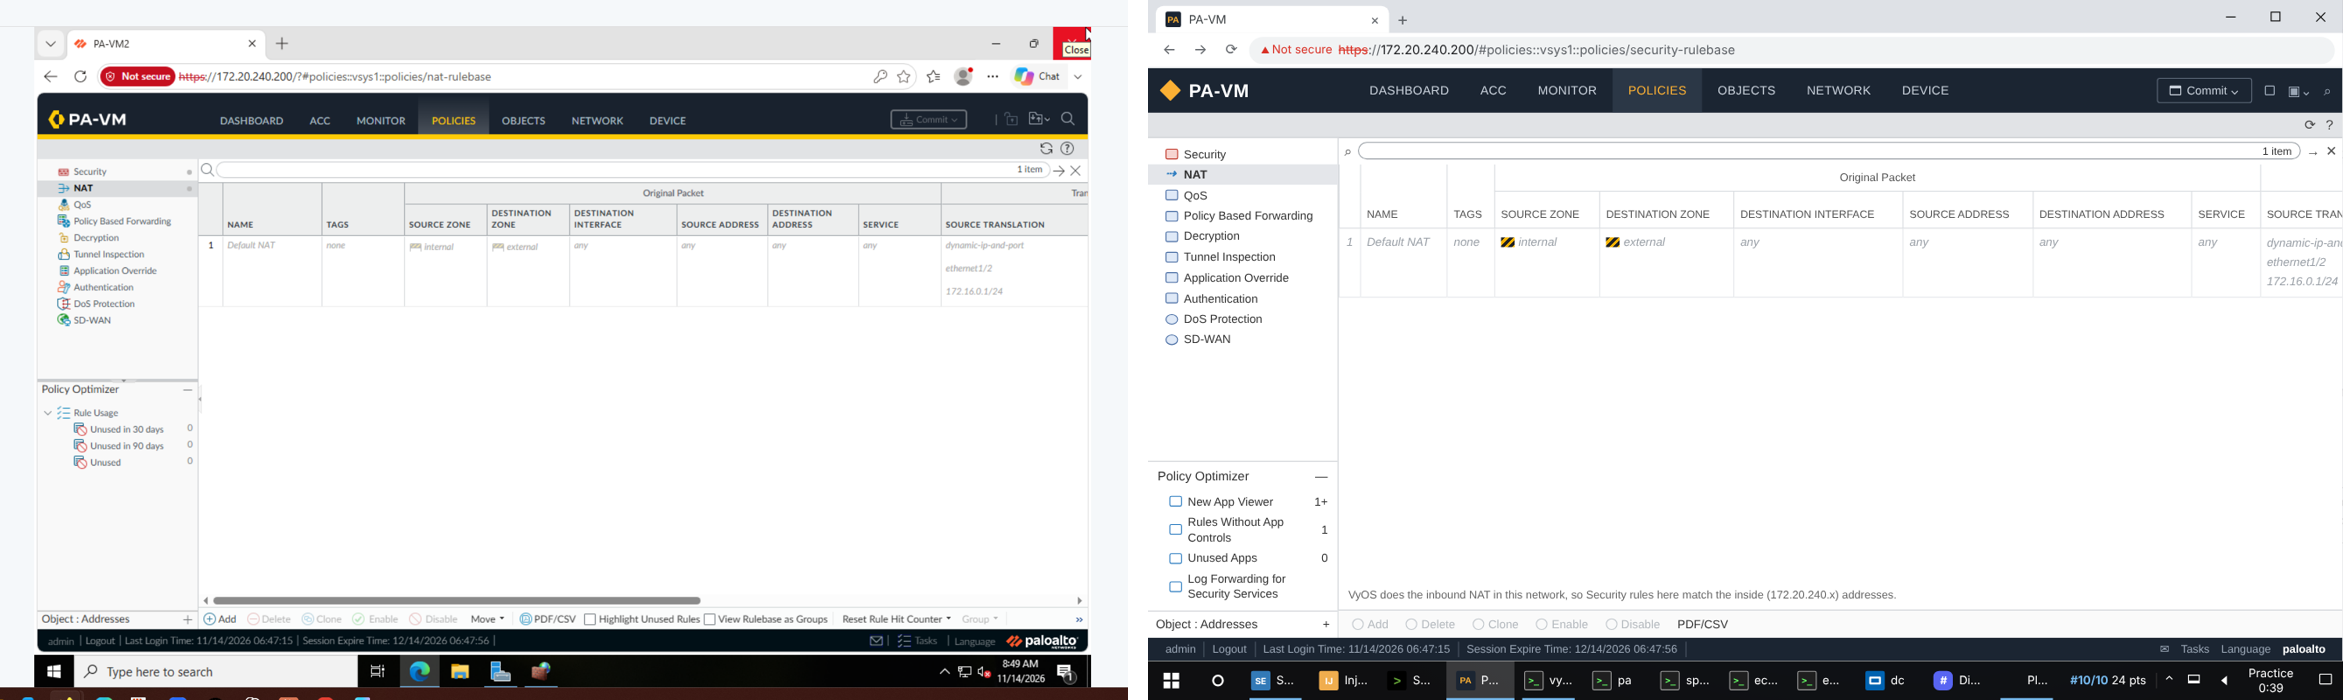 PA-VM2
Close
Not secure https://172.20.240.200/?#policies::vsys1::policies/nat-rulebase
Chat
PA-VM
DASHBOARD ACC MONITOR POLICIES OBJECTS NETWORK DEVICE
Commit
Security
NAT
QoS
Policy Based Forwarding
Decryption
Tunnel Inspection
Application Override
Authentication
DoS Protection
SD-WAN
Policy Optimizer
Rule Usage
Unused in 30 days 0
Unused in 90 days 0
Unused 0
Object : Addresses +
1 item
Original Packet
Tran
NAME TAGS SOURCE ZONE DESTINATION ZONE DESTINATION INTERFACE SOURCE ADDRESS DESTINATION ADDRESS SERVICE SOURCE TRANSLATION
1 Default NAT none internal external any any any any dynamic-ip-and-port
ethernet1/2
172.16.0.1/24
Add Delete Clone Enable Disable Move PDF/CSV Highlight Unused Rules View Rulebase as Groups Reset Rule Hit Counter Group »
admin | Logout | Last Login Time: 11/14/2026 06:47:15 | Session Expire Time: 12/14/2026 06:47:56 |
Tasks | Language paloalto NETWORKS
Type here to search
8:49 AM
11/14/2026
1
PA PA-VM
Not secure https://172.20.240.200/#policies::vsys1::policies/security-rulebase
PA-VM
DASHBOARD ACC MONITOR POLICIES OBJECTS NETWORK DEVICE
Commit
?
Security
NAT
QoS
Policy Based Forwarding
Decryption
Tunnel Inspection
Application Override
Authentication
DoS Protection
SD-WAN
Policy Optimizer
New App Viewer 1+
Rules Without App
Controls 1
Unused Apps 0
Log Forwarding for
Security Services
Object : Addresses +
1 item
Original Packet
NAME TAGS SOURCE ZONE DESTINATION ZONE DESTINATION INTERFACE SOURCE ADDRESS DESTINATION ADDRESS SERVICE SOURCE TRAN
1 Default NAT none internal external any any any any dynamic-ip-and
ethernet1/2
172.16.0.1/24
VyOS does the inbound NAT in this network, so Security rules here match the inside (172.20.240.x) addresses.
Add Delete Clone Enable Disable PDF/CSV
admin Logout Last Login Time: 11/14/2026 06:47:15 Session Expire Time: 12/14/2026 06:47:56
Tasks Language paloalto
SE S... IJ Inj... > S... PA P... >_ vy... >_ pa >_ sp... >_ ec... >_ e... dc # Di... Pl... #10/10 24 pts
Practice
0:39